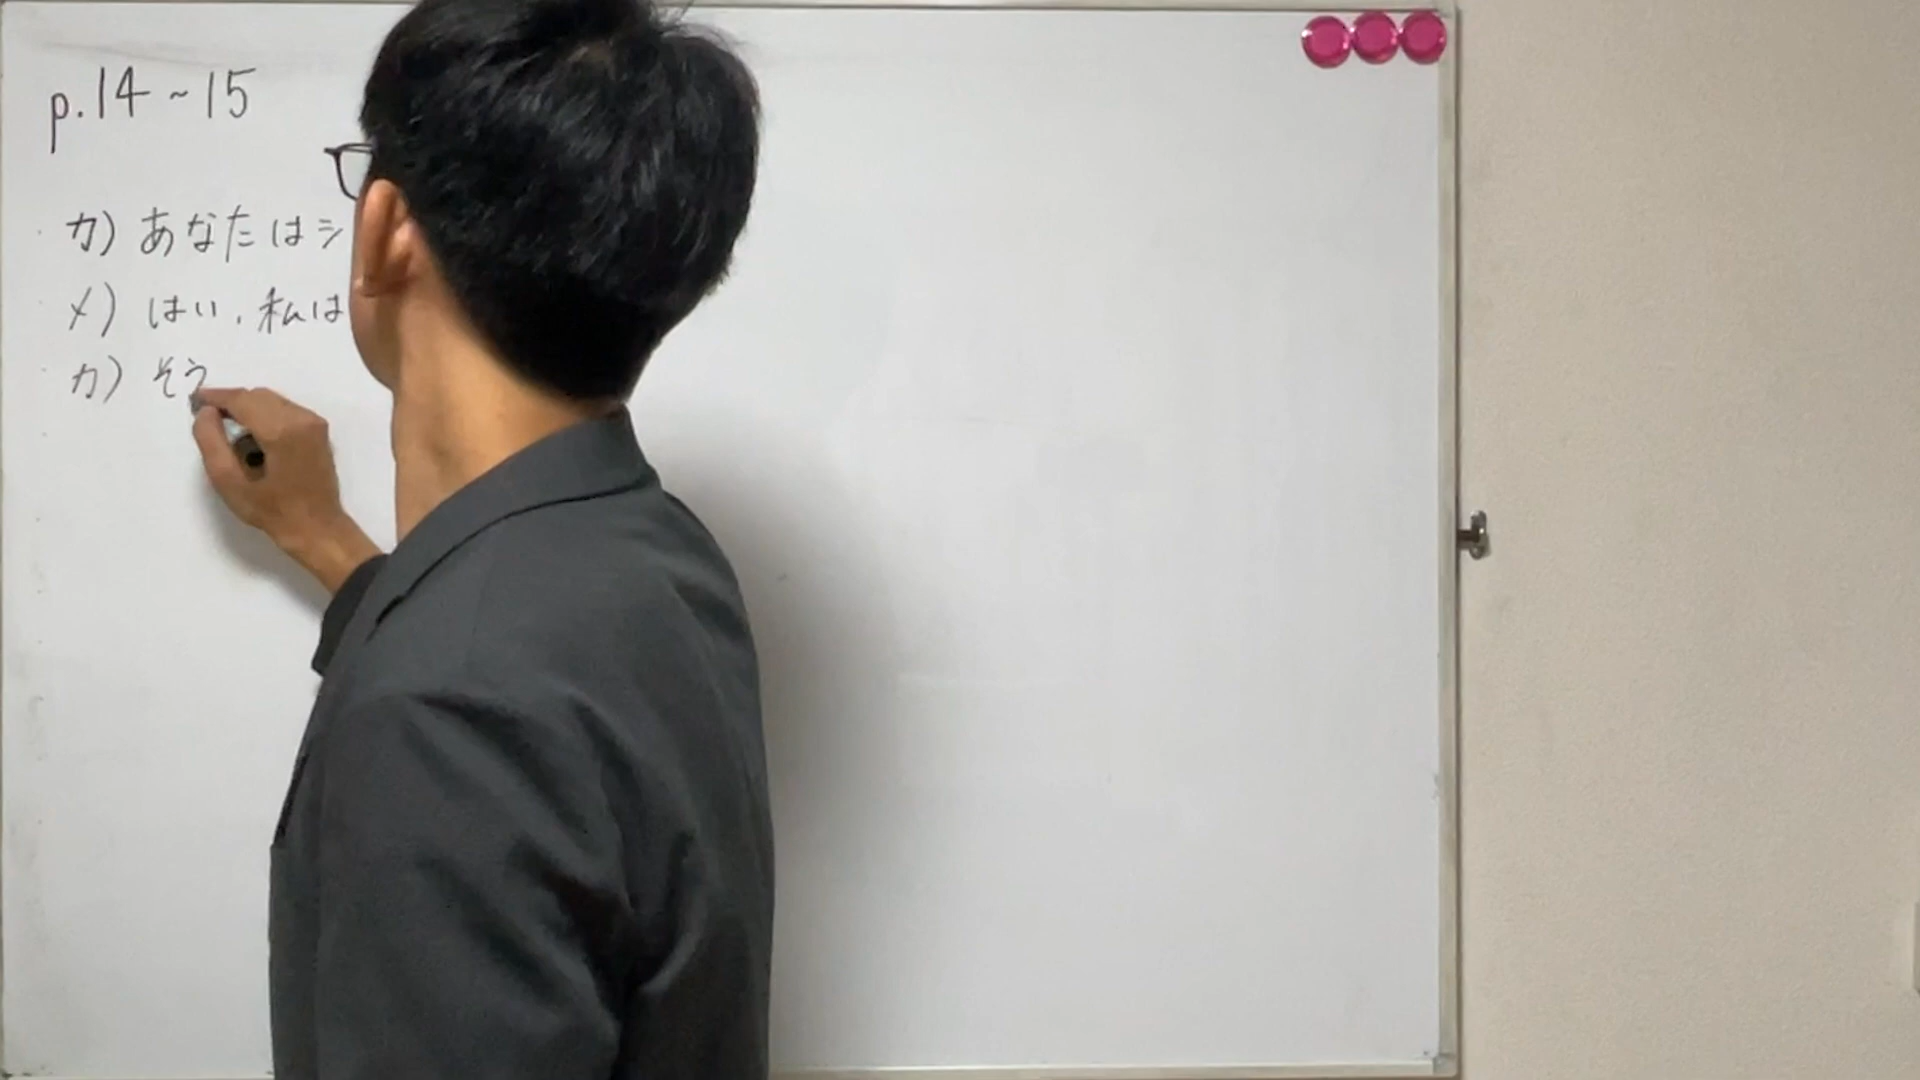 p.14~15
カ) あなたはシ
メ) はい、私は
カ) そう